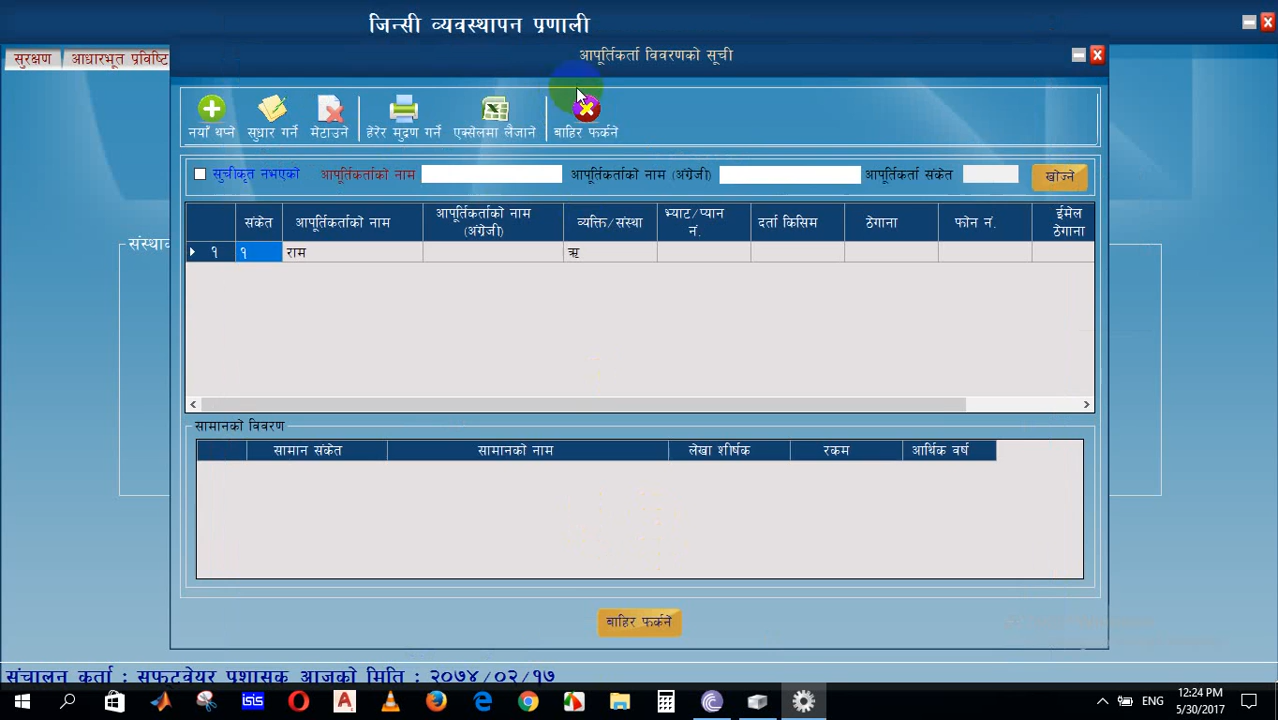 जिन्सी व्यवस्थापन प्रणाली
आपूर्तिकर्ता विवरणको सूची
सुरक्षण आधारभूत प्रविष्टि
नयाँ थप्ने सुधार गर्ने मेटाउने हेरेर मुद्रण गर्ने एक्सेलमा लैजाने बाहिर फर्कने
सुचीकृत नभएको आपूर्तिकर्ताको नाम आपूर्तिकर्ताको नाम (अंग्रेजी) आपूर्तिकर्ता संकेत खोज्ने
संकेत आपूर्तिकर्ताको नाम आपूर्तिकर्ताको नाम (अंग्रेजी) व्यक्ति/संस्था भ्याट/प्यान नं. दर्ता किसिम ठेगाना फोन नं. ईमेल ठेगाना
१ १ राम ऋ
सामानको विवरण
सामान संकेत सामानको नाम लेखा शीर्षक रकम आर्थिक वर्ष
बाहिर फर्कने
संचालन कर्ता : सफ्टवेयर प्रशासक आजको मिति : २०७४/०२/१७
isis ENG 12:24 PM
5/30/2017